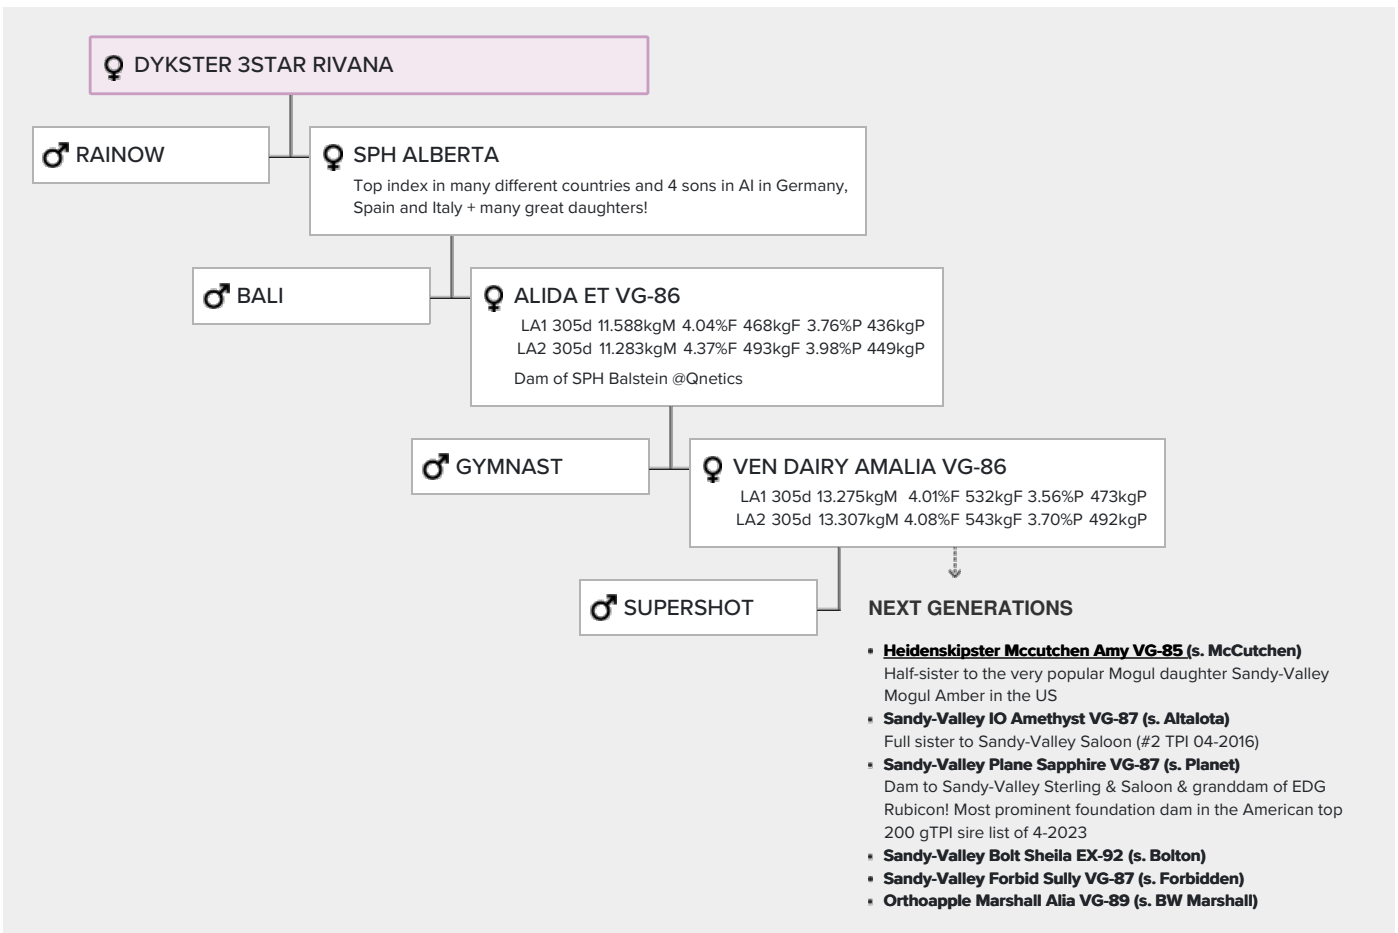 DYKSTER 3STAR RIVANA
RAINOW
SPH ALBERTA
Top index in many different countries and 4 sons in AI in Germany,
Spain and Italy + many great daughters!
BALI
ALIDA ET VG-86
LA1 305d 11.588kgM 4.04%F 468kgF 3.76%P 436kgP
LA2 305d 11.283kgM 4.37%F 493kgF 3.98%P 449kgP
Dam of SPH Balstein @Qnetics
GYMNAST
VEN DAIRY AMALIA VG-86
LA1 305d 13.275kgM 4.01%F 532kgF 3.56%P 473kgP
LA2 305d 13.307kgM 4.08%F 543kgF 3.70%P 492kgP
SUPERSHOT
NEXT GENERATIONS
▪ Heidenskipster Mccutchen Amy VG-85 (s. McCutchen)
Half-sister to the very popular Mogul daughter Sandy-Valley
Mogul Amber in the US
▪ Sandy-Valley IO Amethyst VG-87 (s. AltaIota)
Full sister to Sandy-Valley Saloon (#2 TPI 04-2016)
▪ Sandy-Valley Plane Sapphire VG-87 (s. Planet)
Dam to Sandy-Valley Sterling & Saloon & granddam of EDG
Rubicon! Most prominent foundation dam in the American top
200 gTPI sire list of 4-2023
▪ Sandy-Valley Bolt Sheila EX-92 (s. Bolton)
▪ Sandy-Valley Forbid Sully VG-87 (s. Forbidden)
▪ Orthoapple Marshall Alia VG-89 (s. BW Marshall)